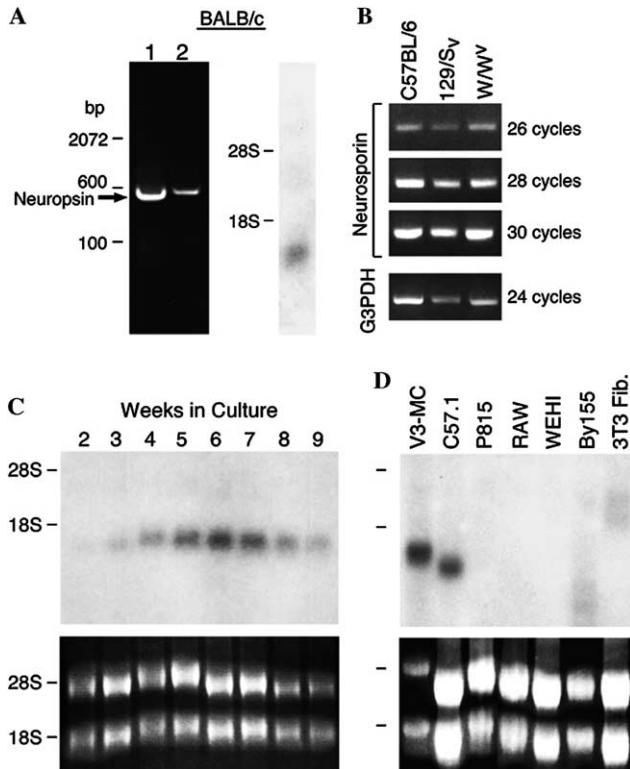 A
BALB/c
1 2
bp
2072
600
Neuropsin
100
28S
18S
B
C57BL/6
129/Sv
W/Wv
Neurosporin
26 cycles
28 cycles
30 cycles
G3PDH
24 cycles
C
Weeks in Culture
2 3 4 5 6 7 8 9
28S
18S
28S
18S
D
V3-MC
C57.1
P815
RAW
WEHI
By155
3T3 Fib.